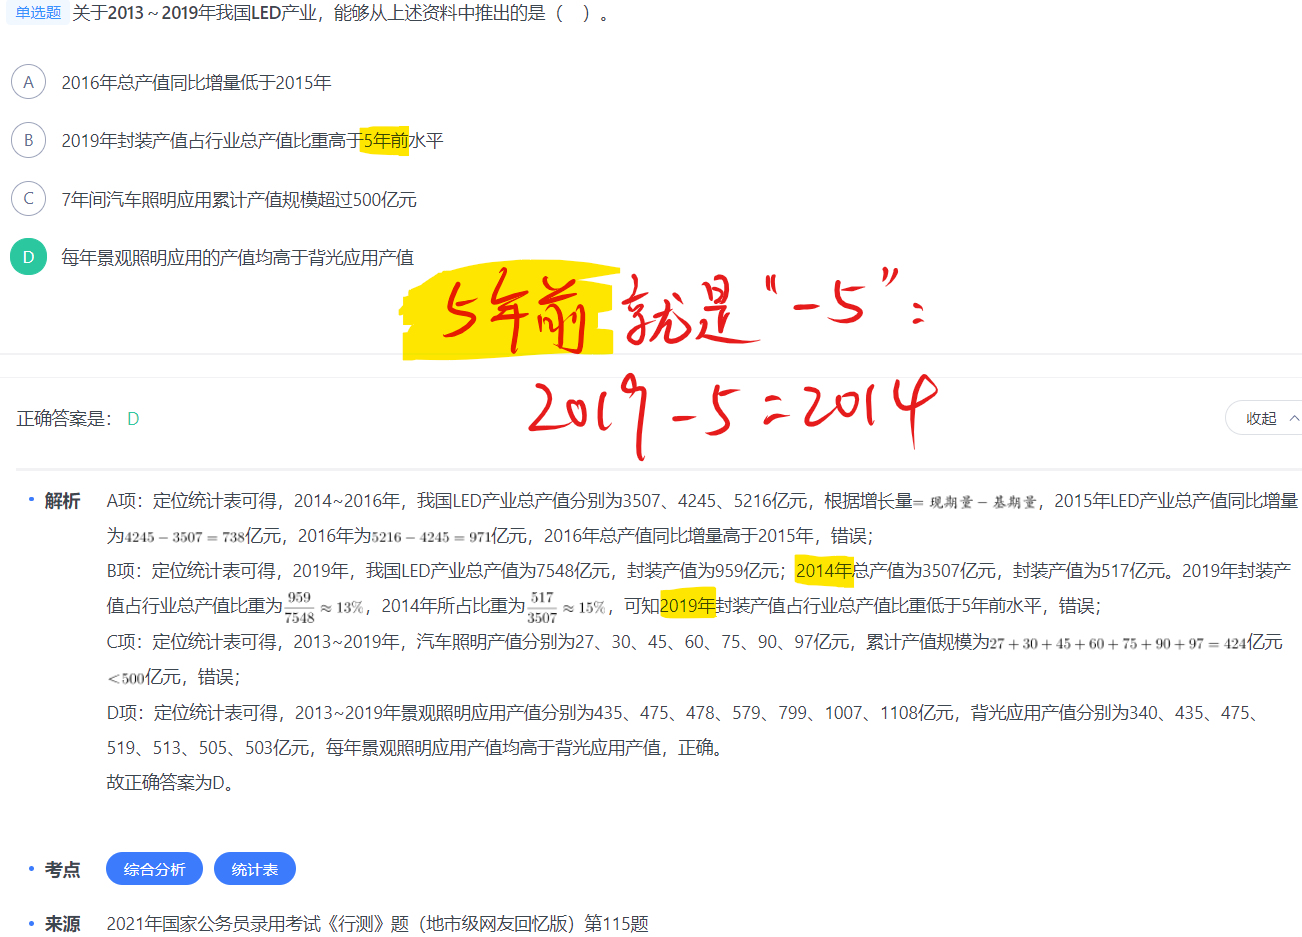 单选题 关于2013～2019年我国LED产业，能够从上述资料中推出的是（ ）。
A 2016年总产值同比增量低于2015年
B 2019年封装产值占行业总产值比重高于5年前水平
C 7年间汽车照明应用累计产值规模超过500亿元
D 每年景观照明应用的产值均高于背光应用产值
5年前就是“-5”：
2019-5=2014
正确答案是： D
收起
解析 A项：定位统计表可得，2014~2016年，我国LED产业总产值分别为3507、4245、5216亿元，根据增长量= 现期量 − 基期量，2015年LED产业总产值同比增量
为4245 − 3507 = 738亿元，2016年为5216 − 4245 = 971亿元，2016年总产值同比增量高于2015年，错误；
B项：定位统计表可得，2019年，我国LED产业总产值为7548亿元，封装产值为959亿元；2014年总产值为3507亿元，封装产值为517亿元。2019年封装产
值占行业总产值比重为959/7548 ≈ 13%，2014年所占比重为517/3507 ≈ 15%，可知2019年封装产值占行业总产值比重低于5年前水平，错误；
C项：定位统计表可得，2013~2019年，汽车照明产值分别为27、30、45、60、75、90、97亿元，累计产值规模为27 + 30 + 45 + 60 + 75 + 90 + 97 = 424亿元
<500亿元，错误；
D项：定位统计表可得，2013~2019年景观照明应用产值分别为435、475、478、579、799、1007、1108亿元，背光应用产值分别为340、435、475、
519、513、505、503亿元，每年景观照明应用产值均高于背光应用产值，正确。
故正确答案为D。
考点 综合分析 统计表
来源 2021年国家公务员录用考试《行测》题（地市级网友回忆版）第115题